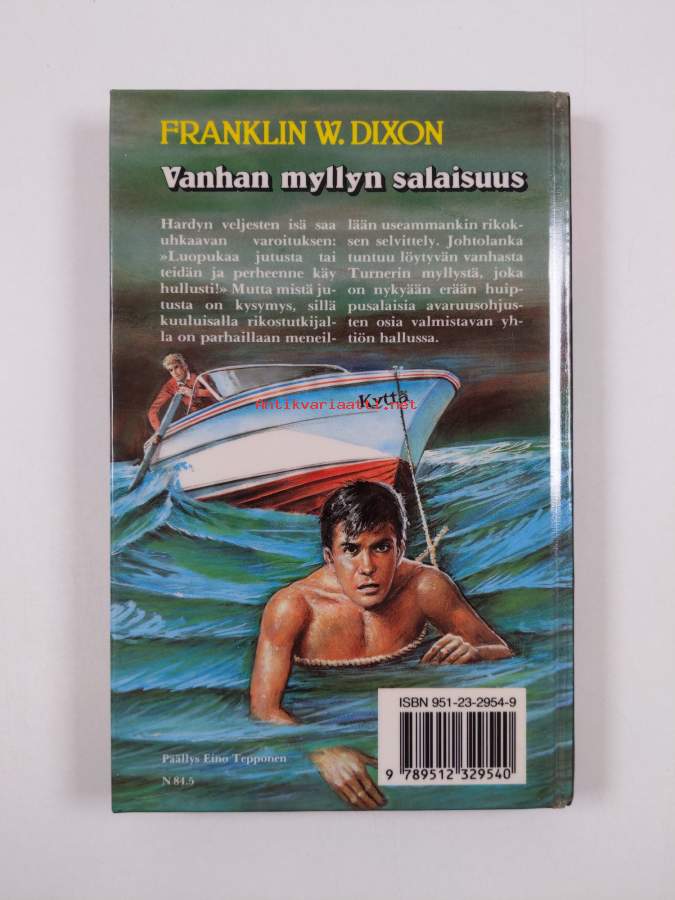 FRANKLIN W. DIXON
Vanhan myllyn salaisuus
Hardyn veljesten isä saa
uhkaavan varoituksen:
»Luopukaa jutusta tai
teidän ja perheenne käy
hullusti!» Mutta mistä ju-
tusta on kysymys, sillä
kuuluisalla rikostutkijal-
la on parhaillaan meneil-
lään useammankin rikok-
sen selvittely. Johtolanka
tuntuu löytyvän vanhasta
Turnerin myllystä, joka
on nykyään erään huip-
pusalaisia avaruusohjus-
ten osia valmistavan yh-
tiön hallussa.
Kyttä
Antikvariaatti.net
ISBN 951-23-2954-9
9 789512 329540
Päällys Eino Tepponen
N 84.5